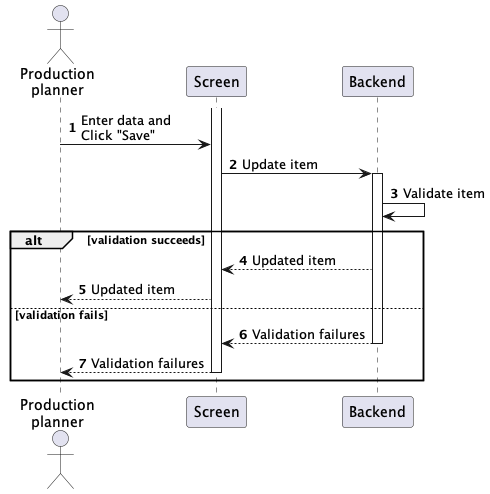 Production
planner
Screen
Backend
1 Enter data and
Click "Save"
2 Update item
3 Validate item
alt [validation succeeds]
4 Updated item
5 Updated item
[validation fails]
6 Validation failures
7 Validation failures
Production
planner
Screen
Backend